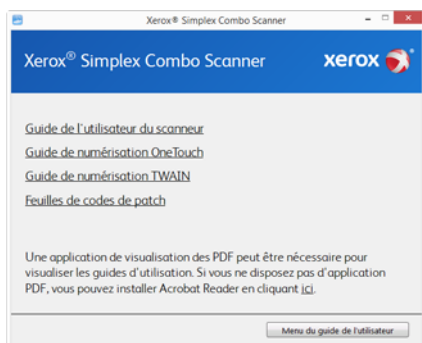 Xerox® Simplex Combo Scanner
Xerox® Simplex Combo Scanner
xerox
Guide de l'utilisateur du scanneur
Guide de numérisation OneTouch
Guide de numérisation TWAIN
Feuilles de codes de patch
Une application de visualisation des PDF peut être nécessaire pour
visualiser les guides d'utilisation. Si vous ne disposez pas d'application
PDF, vous pouvez installer Acrobat Reader en cliquant ici.
Menu du guide de l'utilisateur